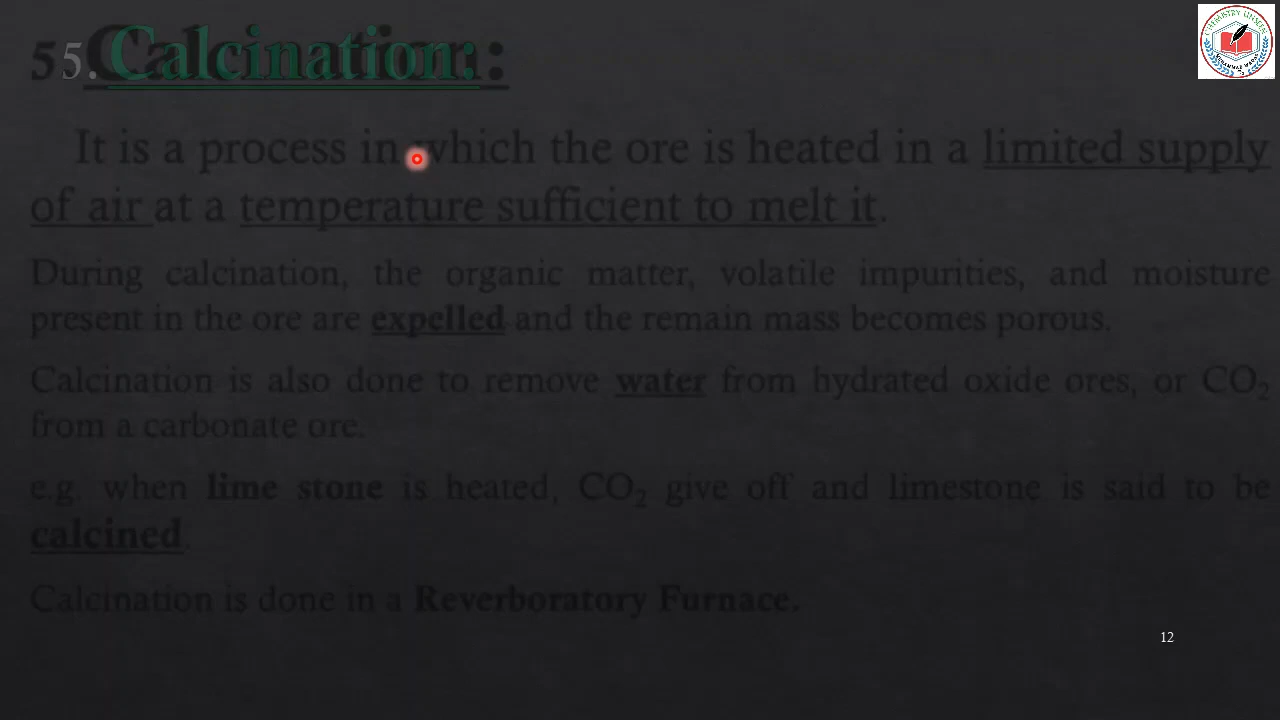 5. Calcination:
It is a process in which the ore is heated in a limited supply
of air at a temperature sufficient to melt it.
During calcination, the organic matter, volatile impurities, and moisture
present in the ore are expelled and the remain mass becomes porous.
Calcination is also done to remove water from hydrated oxide ores, or CO₂
from a carbonate ore.
e.g. when lime stone is heated, CO₂ give off and limestone is said to be
calcined.
Calcination is done in a Reverboratory Furnace.
12